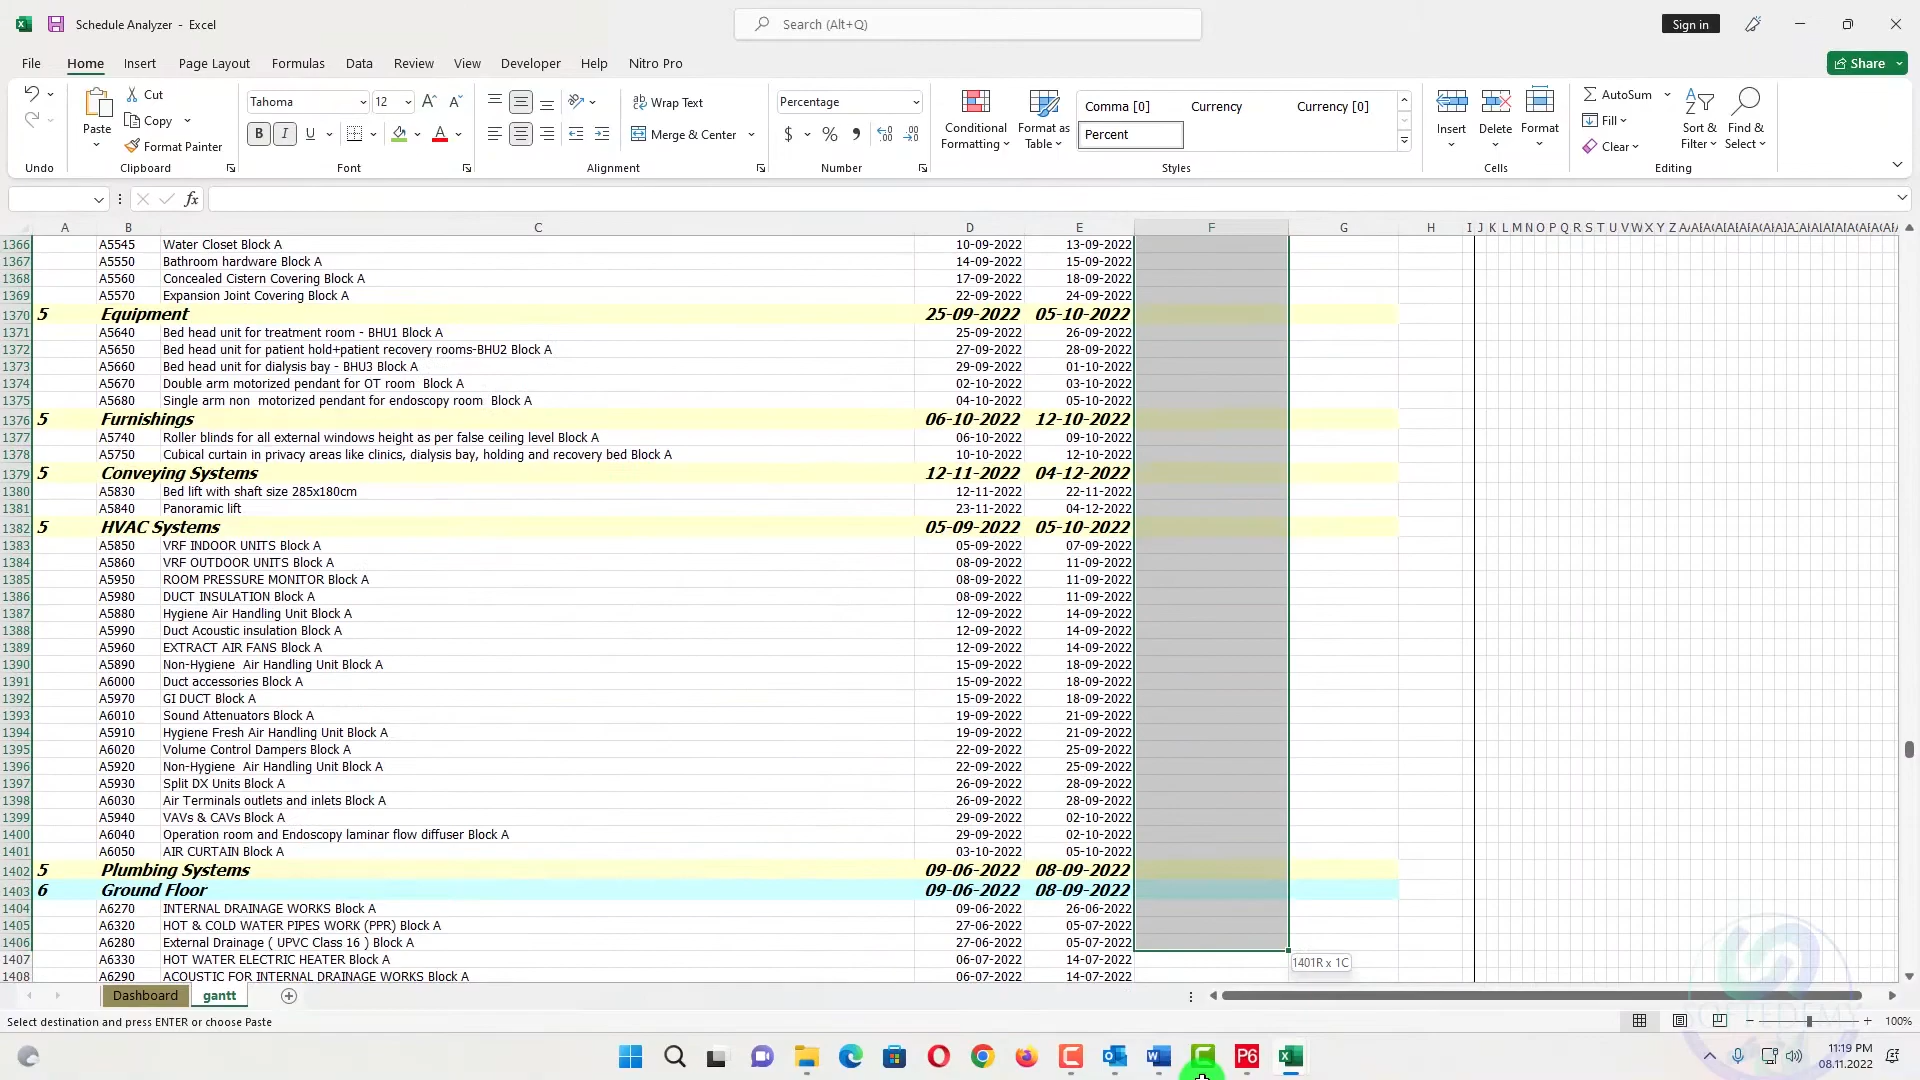 Schedule Analyzer - Excel
Search (Alt+Q)
Sign in
File Home Insert Page Layout Formulas Data Review View Developer Help Nitro Pro
Share
Paste
Cut
Copy
Format Painter
Tahoma 12
B I U
Wrap Text
Merge & Center
Percentage
Conditional Formatting
Format as Table
Comma [0] Currency Currency [0]
Percent
Insert Delete Format
AutoSum
Fill
Clear
Sort & Filter
Find & Select
Undo Clipboard Font Alignment Number Styles Cells Editing
fx
A B C D E F G H I J K L M N O P Q R S T U V W X Y Z
1366 A5545 Water Closet Block A 10-09-2022 13-09-2022
1367 A5550 Bathroom hardware Block A 14-09-2022 15-09-2022
1368 A5560 Concealed Cistern Covering Block A 17-09-2022 18-09-2022
1369 A5570 Expansion Joint Covering Block A 22-09-2022 24-09-2022
1370 5 Equipment 25-09-2022 05-10-2022
1371 A5640 Bed head unit for treatment room - BHU1 Block A 25-09-2022 26-09-2022
1372 A5650 Bed head unit for patient hold+patient recovery rooms-BHU2 Block A 27-09-2022 28-09-2022
1373 A5660 Bed head unit for dialysis bay - BHU3 Block A 29-09-2022 01-10-2022
1374 A5670 Double arm motorized pendant for OT room Block A 02-10-2022 03-10-2022
1375 A5680 Single arm non motorized pendant for endoscopy room Block A 04-10-2022 05-10-2022
1376 5 Furnishings 06-10-2022 12-10-2022
1377 A5740 Roller blinds for all external windows height as per false ceiling level Block A 06-10-2022 09-10-2022
1378 A5750 Cubical curtain in privacy areas like clinics, dialysis bay, holding and recovery bed Block A 10-10-2022 12-10-2022
1379 5 Conveying Systems 12-11-2022 04-12-2022
1380 A5830 Bed lift with shaft size 285x180cm 12-11-2022 22-11-2022
1381 A5840 Panoramic lift 23-11-2022 04-12-2022
1382 5 HVAC Systems 05-09-2022 05-10-2022
1383 A5850 VRF INDOOR UNITS Block A 05-09-2022 07-09-2022
1384 A5860 VRF OUTDOOR UNITS Block A 08-09-2022 11-09-2022
1385 A5950 ROOM PRESSURE MONITOR Block A 08-09-2022 11-09-2022
1386 A5980 DUCT INSULATION Block A 08-09-2022 11-09-2022
1387 A5880 Hygiene Air Handling Unit Block A 12-09-2022 14-09-2022
1388 A5990 Duct Acoustic insulation Block A 12-09-2022 14-09-2022
1389 A5960 EXTRACT AIR FANS Block A 12-09-2022 14-09-2022
1390 A5890 Non-Hygiene Air Handling Unit Block A 15-09-2022 18-09-2022
1391 A6000 Duct accessories Block A 15-09-2022 18-09-2022
1392 A5970 GI DUCT Block A 15-09-2022 18-09-2022
1393 A6010 Sound Attenuators Block A 19-09-2022 21-09-2022
1394 A5910 Hygiene Fresh Air Handling Unit Block A 19-09-2022 21-09-2022
1395 A6020 Volume Control Dampers Block A 22-09-2022 25-09-2022
1396 A5920 Non-Hygiene Air Handling Unit Block A 22-09-2022 25-09-2022
1397 A5930 Split DX Units Block A 26-09-2022 28-09-2022
1398 A6030 Air Terminals outlets and inlets Block A 26-09-2022 28-09-2022
1399 A5940 VAVs & CAVs Block A 29-09-2022 02-10-2022
1400 A6040 Operation room and Endoscopy laminar flow diffuser Block A 29-09-2022 02-10-2022
1401 A6050 AIR CURTAIN Block A 03-10-2022 05-10-2022
1402 5 Plumbing Systems 09-06-2022 08-09-2022
1403 6 Ground Floor 09-06-2022 08-09-2022
1404 A6270 INTERNAL DRAINAGE WORKS Block A 09-06-2022 26-06-2022
1405 A6320 HOT & COLD WATER PIPES WORK (PPR) Block A 27-06-2022 05-07-2022
1406 A6280 External Drainage ( UPVC Class 16 ) Block A 27-06-2022 05-07-2022
1407 A6330 HOT WATER ELECTRIC HEATER Block A 06-07-2022 14-07-2022
1401R x 1C
1408 A6290 ACOUSTIC FOR INTERNAL DRAINAGE WORKS Block A 06-07-2022 14-07-2022
Dashboard gantt
Select destination and press ENTER or choose Paste
100%
P6
11:19 PM
08.11.2022